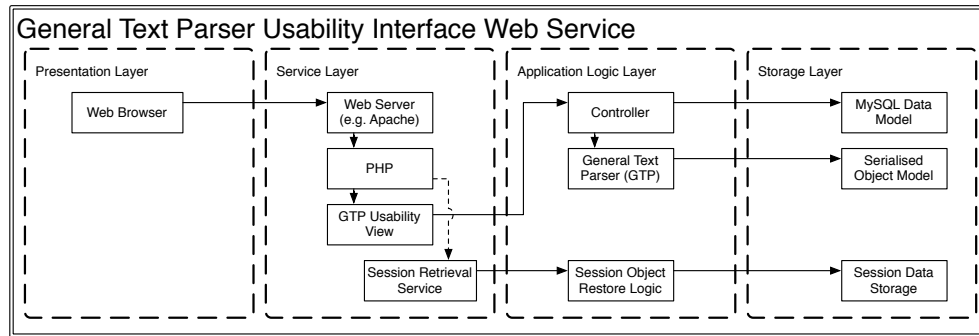 General Text Parser Usability Interface Web Service
Presentation Layer
Web Browser
Service Layer
Web Server
(e.g. Apache)
PHP
GTP Usability
View
Session Retrieval
Service
Application Logic Layer
Controller
General Text
Parser (GTP)
Session Object
Restore Logic
Storage Layer
MySQL Data
Model
Serialised
Object Model
Session Data
Storage